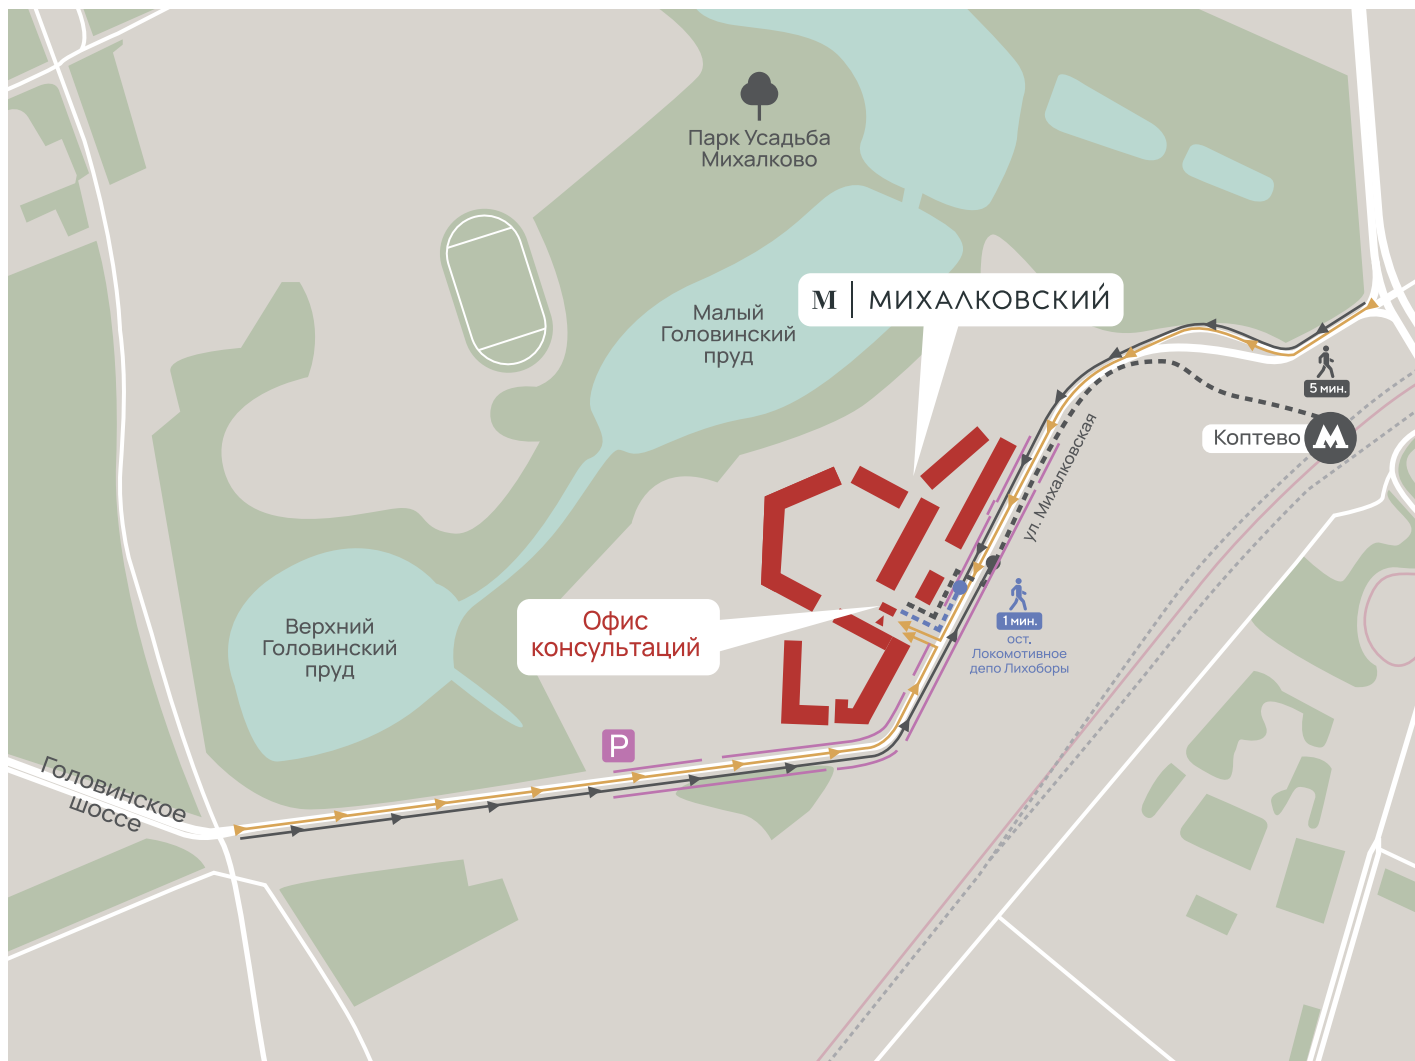 Парк Усадьба
Михалково
М | МИХАЛКОВСКИЙ
Малый
Головинский
пруд
5 мин.
Коптево
М
ул. Михалковская
Офис
консультаций
1 мин.
ост.
Локомотивное
депо Лихоборы
Верхний
Головинский
пруд
P
Головинское
шоссе